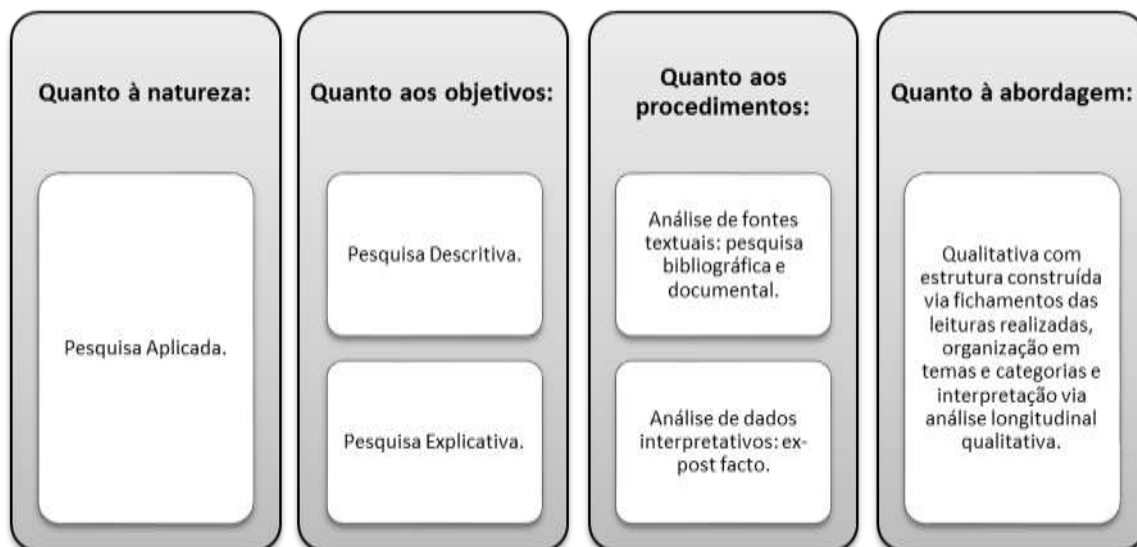 Quanto à natureza:
Pesquisa Aplicada.
Quanto aos objetivos:
Pesquisa Descritiva.
Pesquisa Explicativa.
Quanto aos
procedimentos:
Análise de fontes
textuais: pesquisa
bibliográfica e
documental.
Análise de dados
interpretativos: ex-
post facto.
Quanto à abordagem:
Qualitativa com
estrutura construída
via fichamentos das
leituras realizadas,
organização em
temas e categorias e
interpretação via
análise longitudinal
qualitativa.